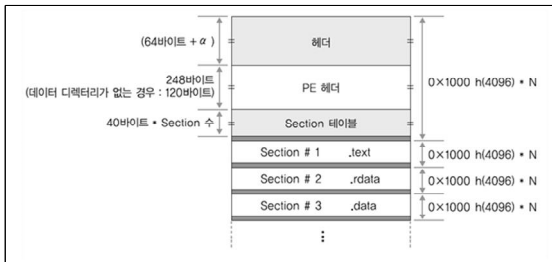 (64바이트 + α)
헤더
248바이트
(데이터 디렉터리가 없는 경우 : 120바이트)
PE 헤더
0×1000 h(4096) * N
40바이트 * Section 수
Section 테이블
Section # 1 .text
0×1000 h(4096) * N
Section # 2 .rdata
0×1000 h(4096) * N
Section # 3 .data
0×1000 h(4096) * N